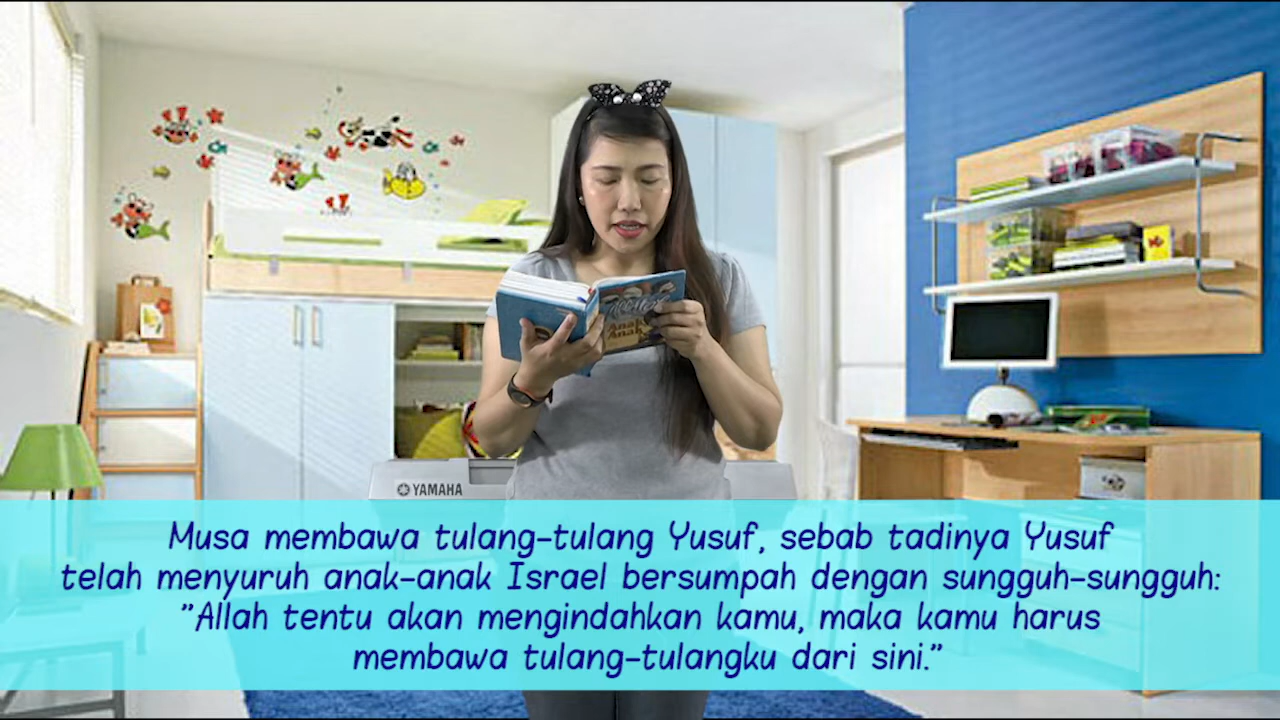 Anak
Anak
YAMAHA
Musa membawa tulang-tulang Yusuf, sebab tadinya Yusuf
telah menyuruh anak-anak Israel bersumpah dengan sungguh-sungguh:
"Allah tentu akan mengindahkan kamu, maka kamu harus
membawa tulang-tulangku dari sini."